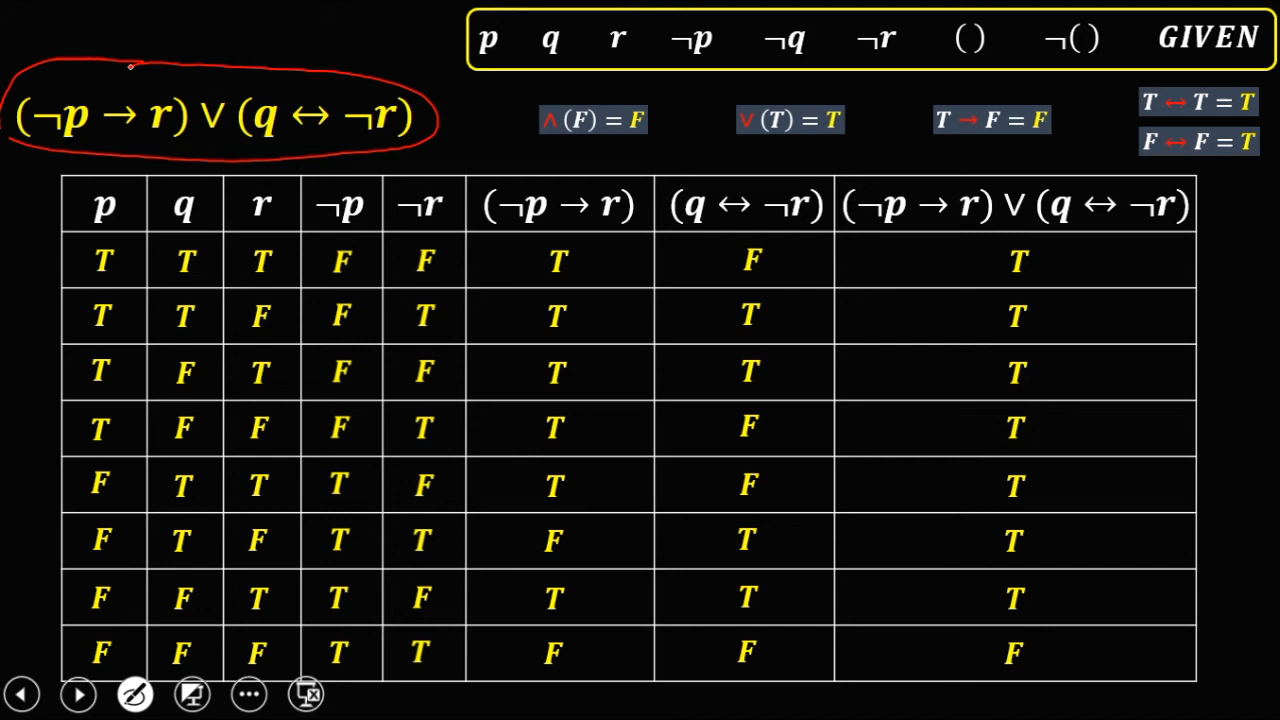 p q r ¬p ¬q ¬r ( ) ¬( ) GIVEN
(¬p → r) ∨ (q ↔ ¬r)
∧ (F) = F
∨ (T) = T
T → F = F
T ↔ T = T
F ↔ F = T
p q r ¬p ¬r (¬p → r) (q ↔ ¬r) (¬p → r) ∨ (q ↔ ¬r)
T T T F F T F T
T T F F T T T T
T F T F F T T T
T F F F T T F T
F T T T F T F T
F T F T T F T T
F F T T F T T T
F F F T T F F F